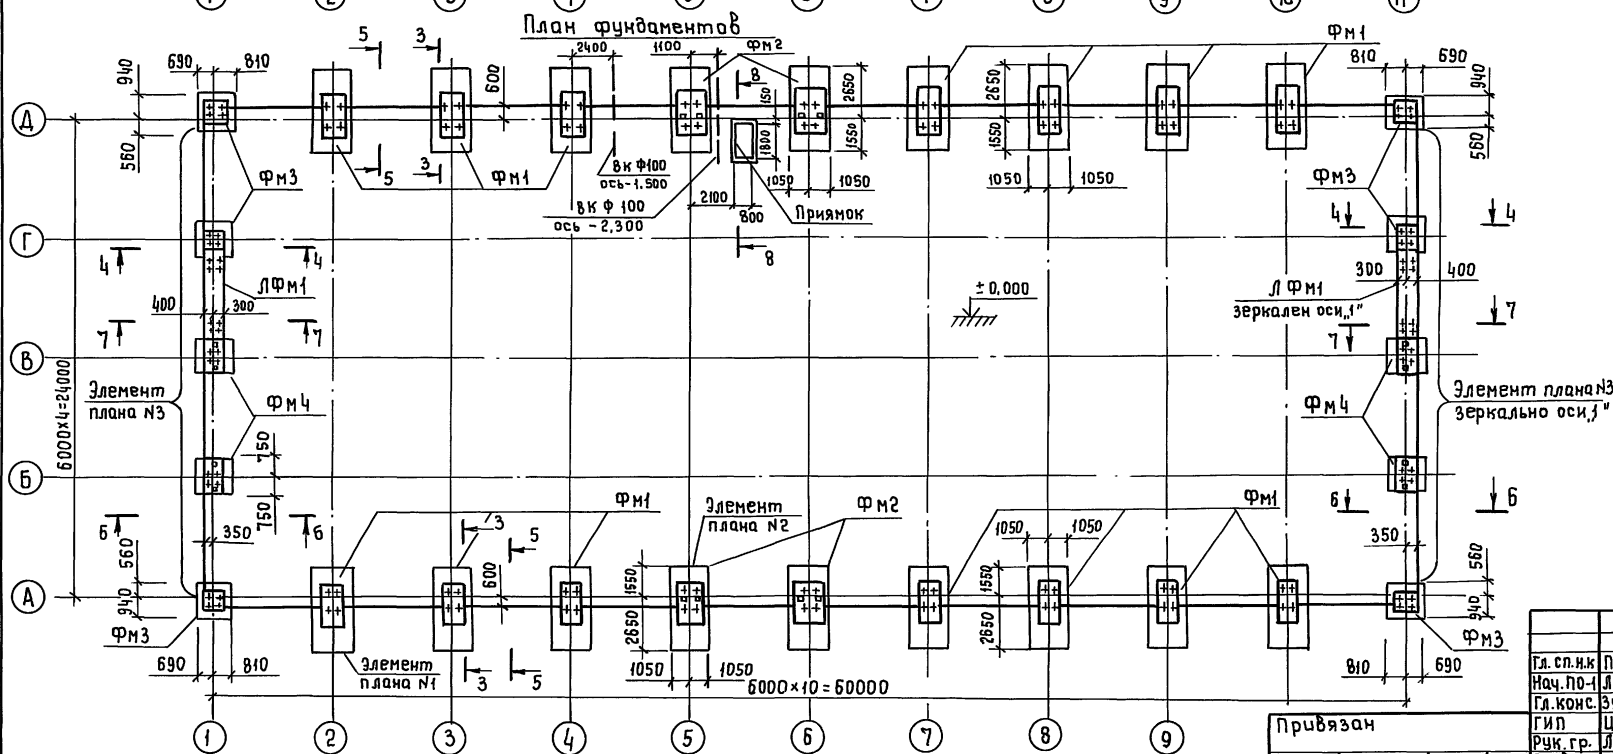 План фундаментов
5 3 2400 1100 Фм2 Фм1
690 810 8 810 690
940 600 150 2650 2650 940
Д
560 1550 1550 560
1800
5 3 Фм1 ВК Ф100
ось-1.500
1050 1050 1050 1050
Фм3 Фм3
ВК Ф 100
ось -2,300
2100 800 Приямок
4 4
Г
8
4 4
ЛФм1 ±0,000 300 400
400 300 ЛФм1
зеркален оси„1"
7 7 7 7
В
6000х4=24000
Элемент
плана N3
Фм4 Фм4
Элемент плана N3
зеркально оси„1"
750
Б
750
6 6 6 6
Фм1 Элемент
плана N2
Фм2 Фм1
350 3 5 1050 1050 350
560 600 1550 1550 560
А
940 2650 2650 940
Фм3 Фм3
690 810 Элемент
плана N1
3 5 1050 1050 810 690
6000×10=60000
1 2 3 4 5 6 7 8 9
Привязан
Гл. сп.н.к
Нач.ПО-1
Гл.конс.
ГИП
Рук.гр.